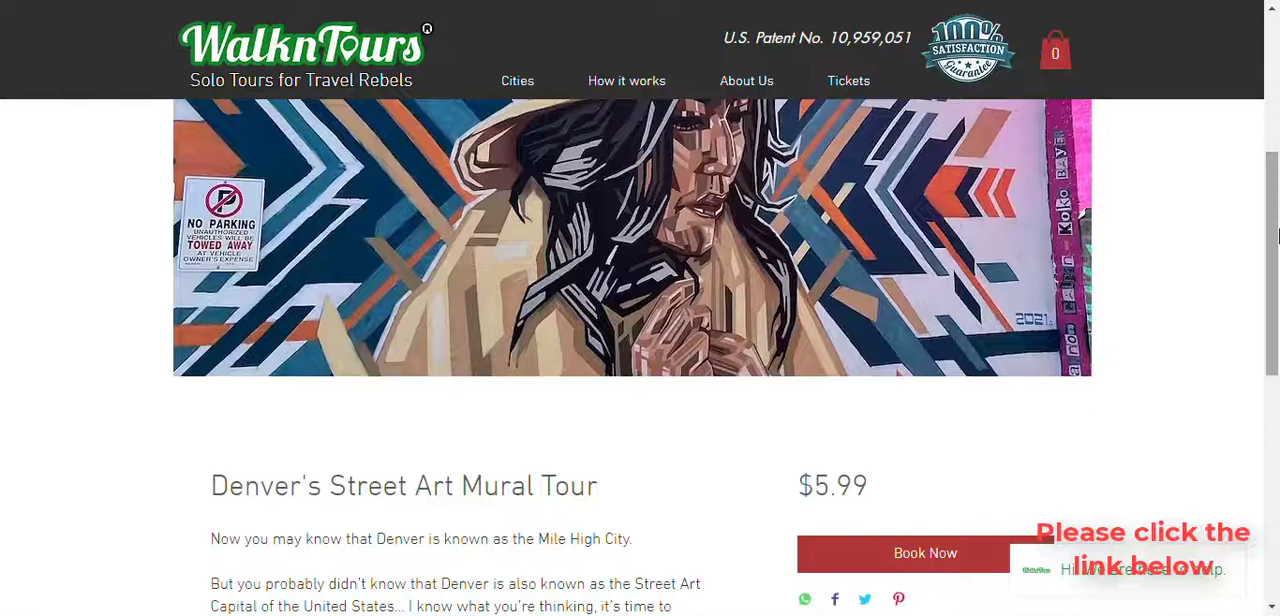 WalknTours®
Solo Tours for Travel Rebels
U.S. Patent No. 10,959,051
100%
SATISFACTION
Guarantee
0
Cities
How it works
About Us
Tickets
P
NO PARKING
UNAUTHORIZED
VEHICLES WILL BE
TOWED AWAY
AT VEHICLE
OWNER'S EXPENSE
2021
Denver's Street Art Mural Tour
$5.99
Now you may know that Denver is known as the Mile High City.
Book Now
Please click the
link below
But you probably didn't know that Denver is also known as the Street Art
Capital of the United States... I know what you're thinking, it's time to